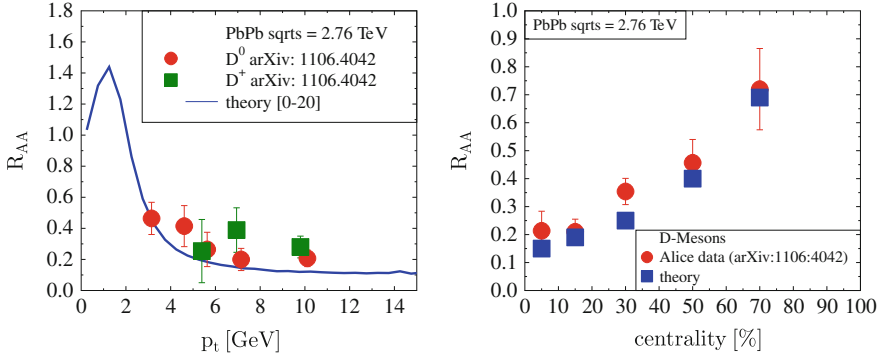 PbPb sqrts = 2.76 TeV
D⁰ arXiv: 1106.4042
D⁺ arXiv: 1106.4042
theory [0-20]
R_AA
1.8
1.6
1.4
1.2
1.0
0.8
0.6
0.4
0.2
0.0
0 2 4 6 8 10 12 14
p_t [GeV]
PbPb sqrts = 2.76 TeV
R_AA
1.0
0.9
0.8
0.7
0.6
0.5
0.4
0.3
0.2
0.1
0.0
D-Mesons
Alice data (arXiv:1106:4042)
theory
0 10 20 30 40 50 60 70 80 90 100
centrality [%]